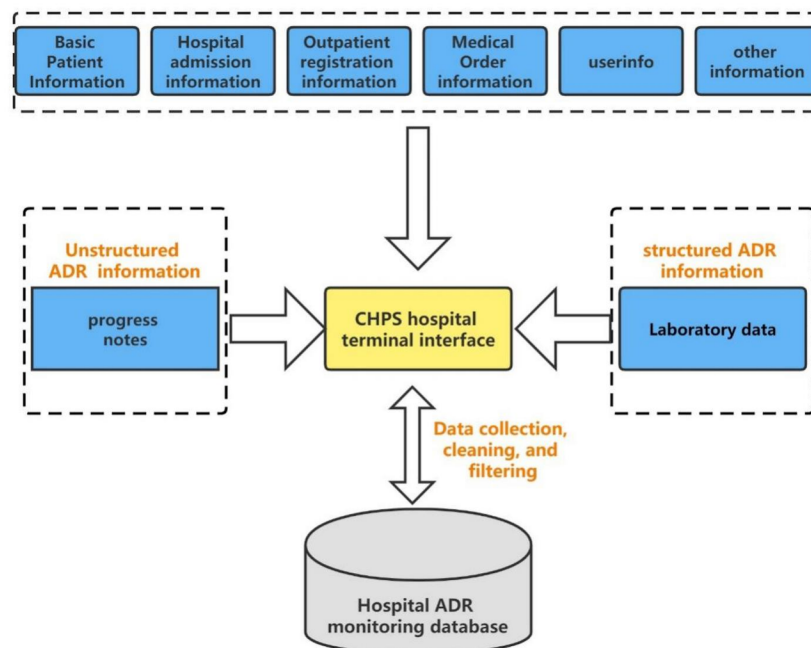 Basic
Patient
Information
Hospital
admission
information
Outpatient
registration
information
Medical
Order
information
userinfo
other
information
Unstructured
ADR information
progress
notes
CHPS hospital
terminal interface
structured ADR
information
Laboratory data
Data collection,
cleaning, and
filtering
Hospital ADR
monitoring database